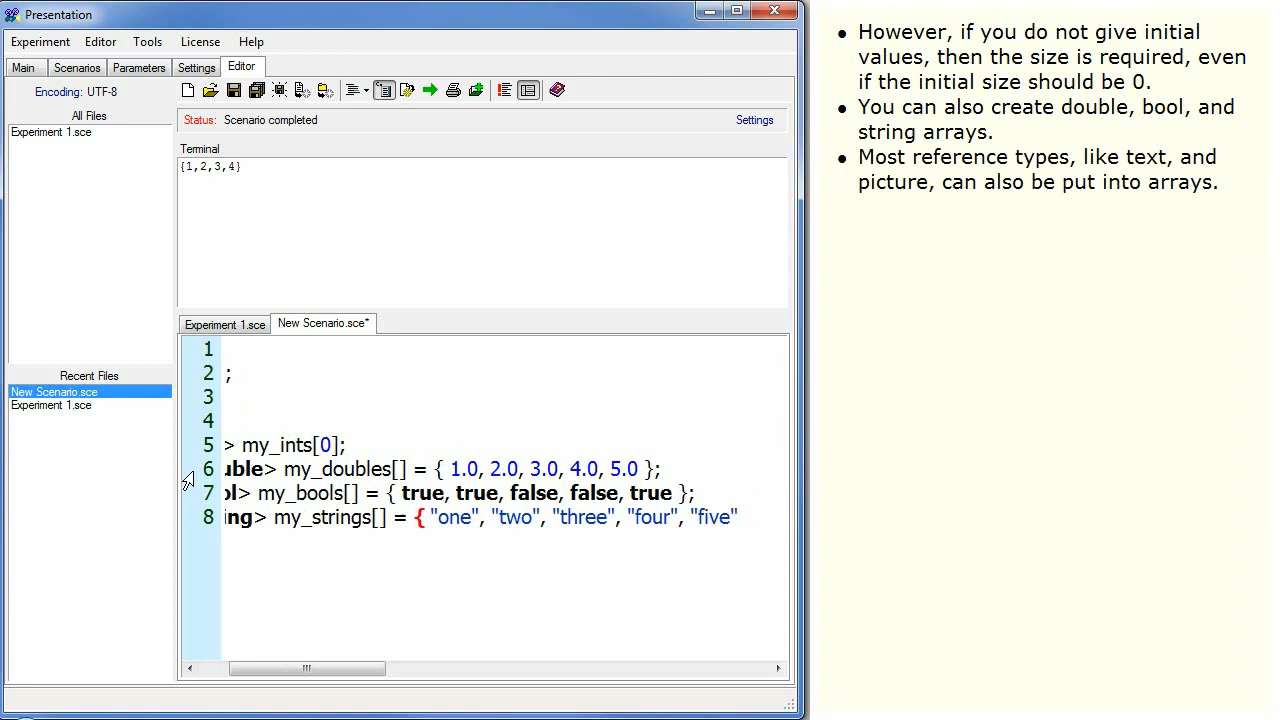 Presentation
Experiment Editor Tools License Help
Main Scenarios Parameters Settings Editor
Encoding: UTF-8
All Files
Experiment 1.sce
Recent Files
New Scenario.sce
Experiment 1.sce
Status: Scenario completed Settings
Terminal
{1,2,3,4}
Experiment 1.sce New Scenario.sce*
1
2 ;
3
4
5 > my_ints[0];
6 uble> my_doubles[] = { 1.0, 2.0, 3.0, 4.0, 5.0 };
7 ol> my_bools[] = { true, true, false, false, true };
8 ing> my_strings[] = { "one", "two", "three", "four", "five"
• However, if you do not give initial
values, then the size is required, even
if the initial size should be 0.
• You can also create double, bool, and
string arrays.
• Most reference types, like text, and
picture, can also be put into arrays.